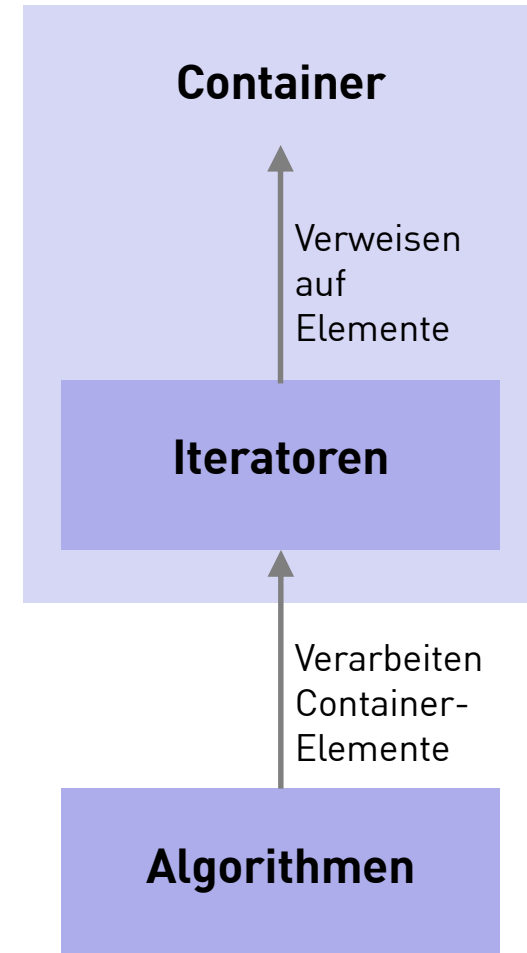 Container
Verweisen
auf
Elemente
Iteratoren
Verarbeiten
Container-
Elemente
Algorithmen